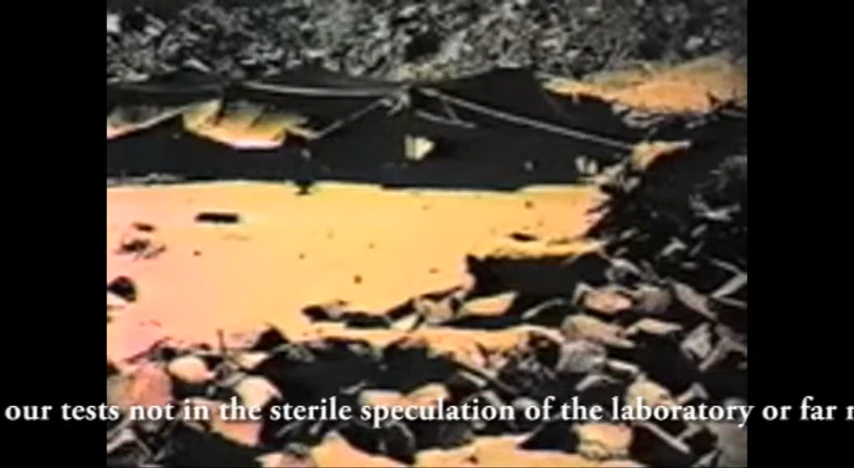 our tests not in the sterile speculation of the laboratory or far